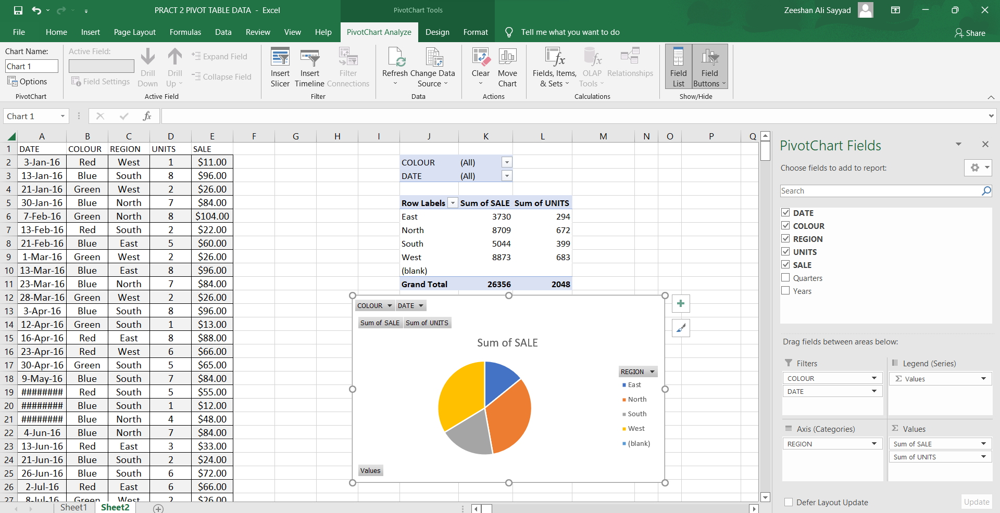 PRACT 2 PIVOT TABLE DATA - Excel
PivotChart Tools
Zeeshan Ali Sayyad
File Home Insert Page Layout Formulas Data Review View Help PivotChart Analyze Design Format Tell me what you want to do Share
Chart Name:
Chart 1
Options
PivotChart
Active Field:
Field Settings
Drill Down
Drill Up
Expand Field
Collapse Field
Active Field
Insert Slicer
Insert Timeline
Filter Connections
Filter
Refresh
Change Data Source
Data
Clear
Move Chart
Actions
Fields, Items, & Sets
OLAP Tools
Relationships
Calculations
Field List
Field Buttons
Show/Hide
Chart 1
fx
A B C D E F G H I J K L M N O P Q
1 DATE COLOUR REGION UNITS SALE
2 3-Jan-16 Red West 1 $11.00
3 13-Jan-16 Blue South 8 $96.00
4 21-Jan-16 Green West 2 $26.00
5 30-Jan-16 Blue North 7 $84.00
6 7-Feb-16 Green North 8 $104.00
7 13-Feb-16 Red South 2 $22.00
8 21-Feb-16 Blue East 5 $60.00
9 1-Mar-16 Green West 2 $26.00
10 13-Mar-16 Blue East 8 $96.00
11 23-Mar-16 Blue North 7 $84.00
12 28-Mar-16 Green West 2 $26.00
13 3-Apr-16 Blue South 8 $96.00
14 12-Apr-16 Green South 1 $13.00
15 16-Apr-16 Red East 8 $88.00
16 23-Apr-16 Red West 6 $66.00
17 30-Apr-16 Green South 5 $65.00
18 9-May-16 Blue South 7 $84.00
19 ######## Red South 5 $55.00
20 ######## Blue South 1 $12.00
21 ######## Blue North 4 $48.00
22 4-Jun-16 Blue North 7 $84.00
23 13-Jun-16 Red East 3 $33.00
24 21-Jun-16 Blue South 2 $24.00
25 26-Jun-16 Blue South 6 $72.00
26 2-Jul-16 Red East 6 $66.00
27 8-Jul-16 Green West 2 $26.00
COLOUR (All)
DATE (All)
Row Labels Sum of SALE Sum of UNITS
East 3730 294
North 8709 672
South 5044 399
West 8873 683
(blank)
Grand Total 26356 2048
COLOUR DATE
Sum of SALE Sum of UNITS
Sum of SALE
REGION
East
North
South
West
(blank)
Values
PivotChart Fields
Choose fields to add to report:
Search
DATE
COLOUR
REGION
UNITS
SALE
Quarters
Years
Drag fields between areas below:
Filters
COLOUR
DATE
Legend (Series)
Σ Values
Axis (Categories)
REGION
Σ Values
Sum of SALE
Sum of UNITS
Defer Layout Update
Update
Sheet1 Sheet2